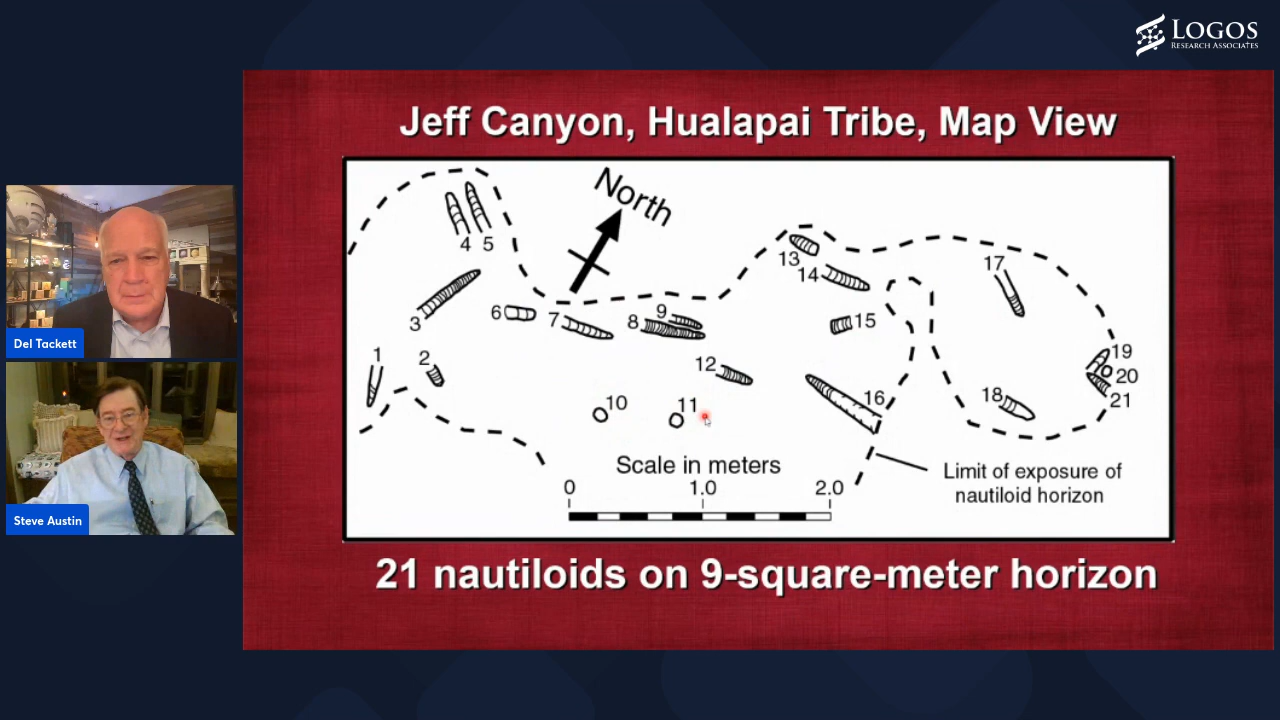 LOGOS
RESEARCH ASSOCIATES
Jeff Canyon, Hualapai Tribe, Map View
North
4 5
3
6
7
8
9
13
14
15
17
1
2
12
16
10
11
18
19
20
21
Scale in meters
0 1.0 2.0
Limit of exposure of
nautiloid horizon
21 nautiloids on 9-square-meter horizon
Del Tackett
Steve Austin